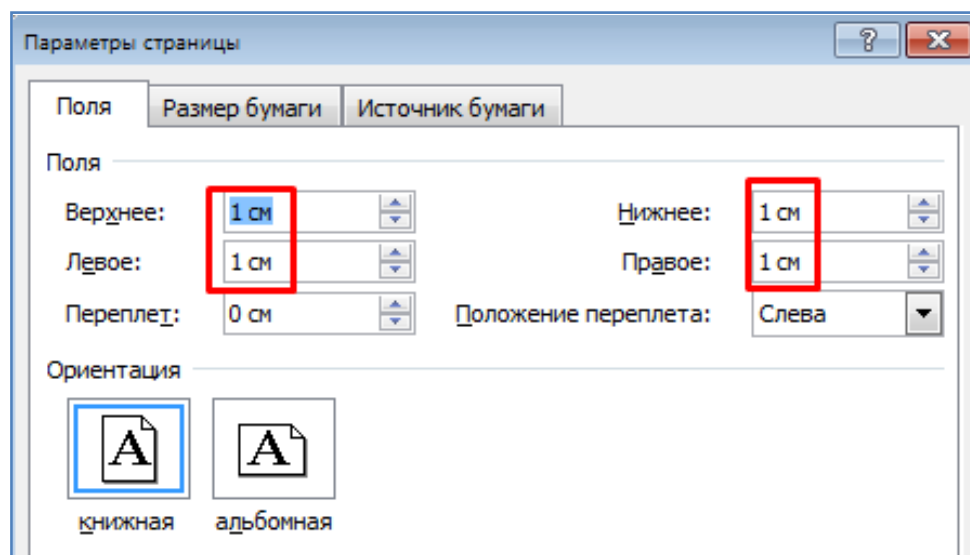 Параметры страницы
Поля Размер бумаги Источник бумаги
Поля
Верхнее: 1 см Нижнее: 1 см
Левое: 1 см Правое: 1 см
Переплет: 0 см Положение переплета: Слева
Ориентация
A A
книжная альбомная